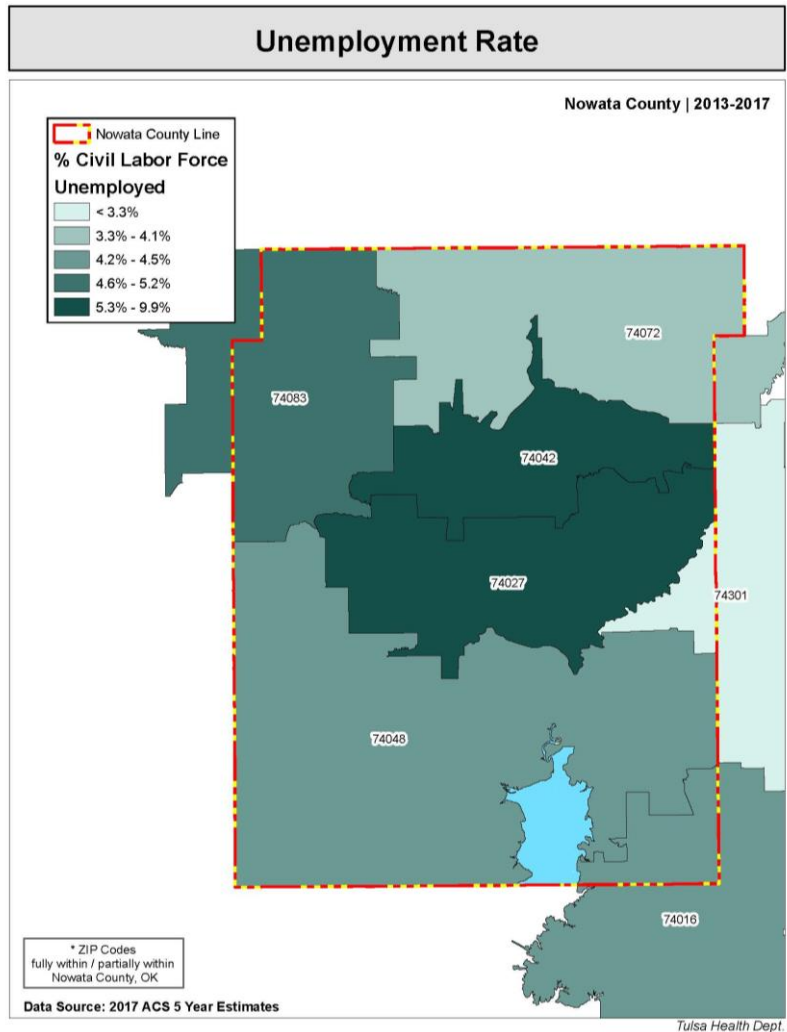 Unemployment Rate
Nowata County | 2013-2017
Nowata County Line
% Civil Labor Force
Unemployed
< 3.3%
3.3% - 4.1%
4.2% - 4.5%
4.6% - 5.2%
5.3% - 9.9%
74072
74083
74042
74027
74301
74048
74016
* ZIP Codes
fully within / partially within
Nowata County, OK
Data Source: 2017 ACS 5 Year Estimates
Tulsa Health Dept.